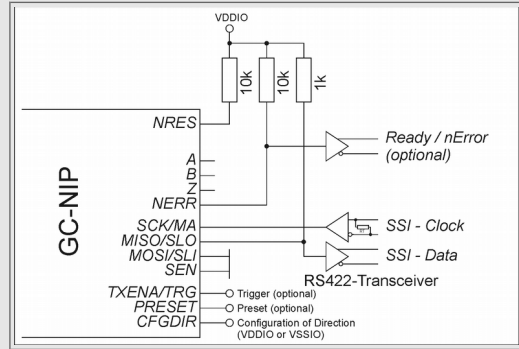 VDDIO
10k
10k
1k
NRES
A
B
Z
NERR
SCK/MA
MISO/SLO
MOSI/SLI
SEN
TXENA/TRG
PRESET
CFGDIR
GC-NIP
Ready / nError
(optional)
SSI - Clock
SSI - Data
RS422-Transceiver
Trigger (optional)
Preset (optional)
Configuration of Direction
(VDDIO or VSSIO)